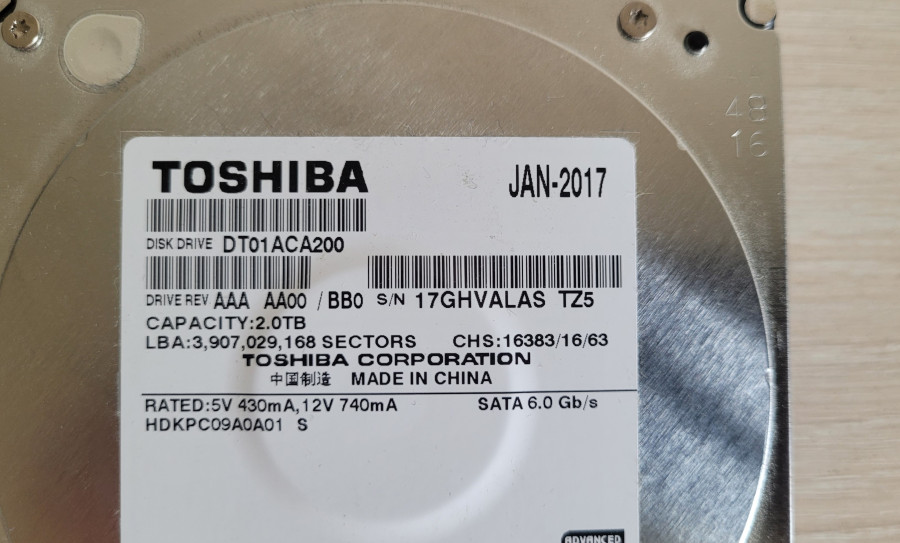 48
16
TOSHIBA JAN-2017
DISK DRIVE DT01ACA200
DRIVE REV AAA AA00 / BB0 S/N 17GHVALAS TZ5
CAPACITY:2.0TB
LBA:3,907,029,168 SECTORS CHS:16383/16/63
TOSHIBA CORPORATION
中国制造 MADE IN CHINA
RATED:5V 430mA,12V 740mA SATA 6.0 Gb/s
HDKPC09A0A01 S
ADVANCED